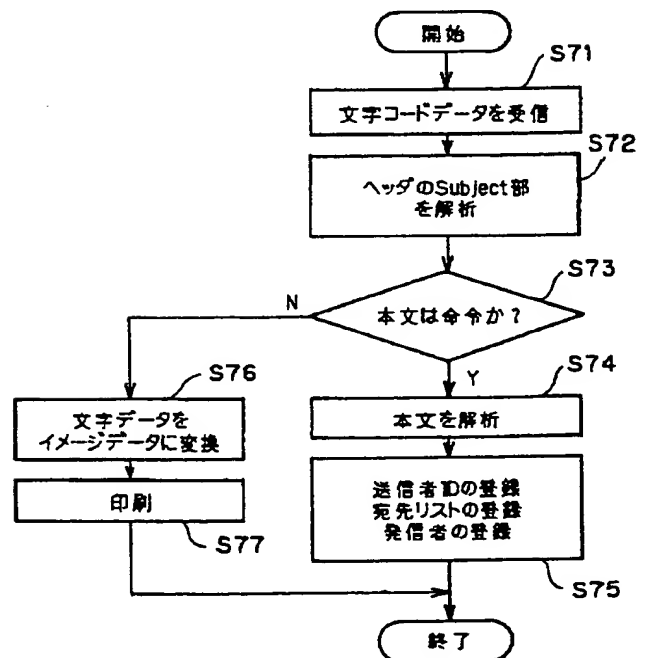 開始
S71
文字コードデータを受信
S72
ヘッダのSubject部
を解析
S73
本文は命令か?
N
Y
S74
本文を解析
S76
文字データを
イメージデータに変換
印刷
S77
送信者IDの登録
宛先リストの登録
発信者の登録
S75
終了